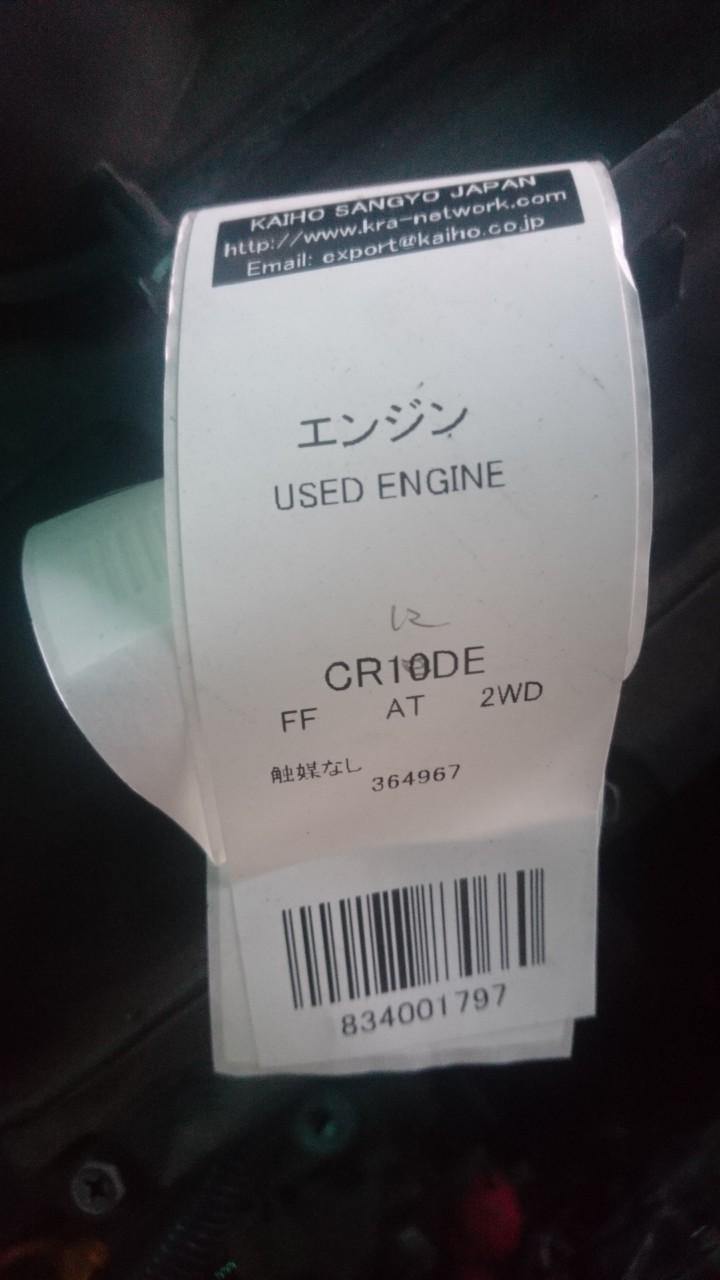 KAIHO SANGYO JAPAN
http://www.kra-network.com
Email: export@kaiho.co.jp
エンジン
USED ENGINE
12
CR10DE
FF AT 2WD
触媒なし 364967
834001797